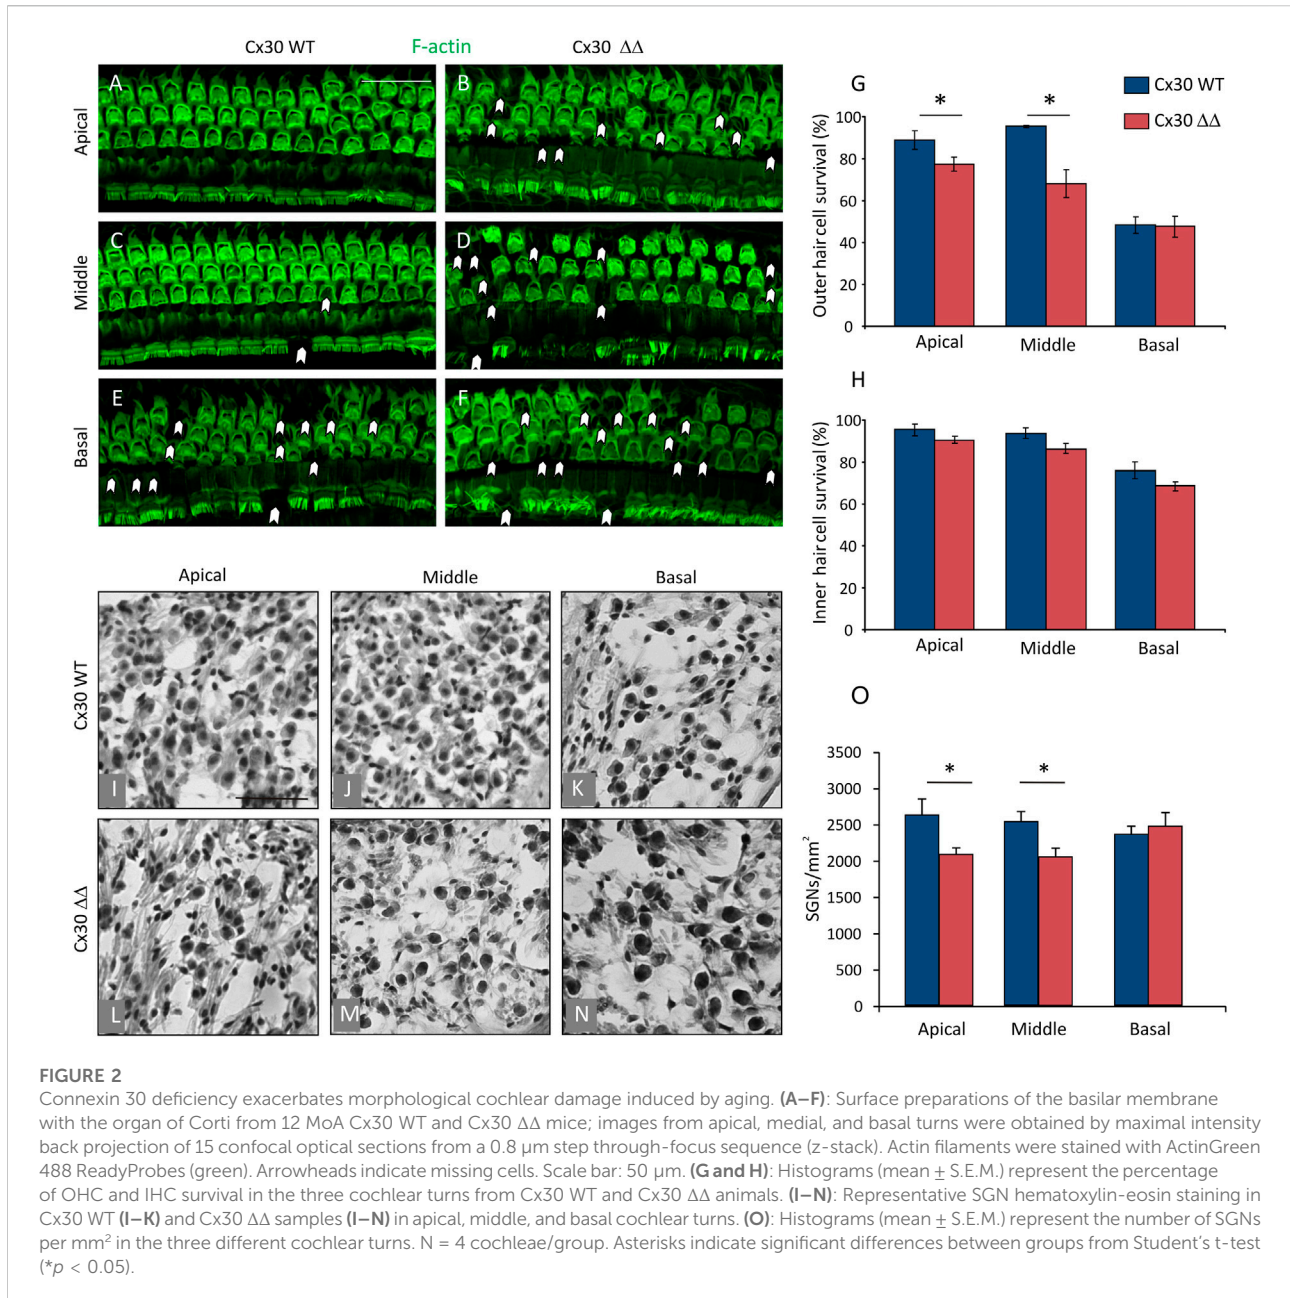 Cx30 WT
F-actin
Cx30 ΔΔ
Apical
A
B
Middle
C
D
Basal
E
F
G
Cx30 WT
Cx30 ΔΔ
Outer hair cell survival (%)
100
80
60
40
20
0
*
*
Apical
Middle
Basal
H
Inner hair cell survival (%)
100
80
60
40
20
0
Apical
Middle
Basal
Apical
Middle
Basal
Cx30 WT
I
J
K
Cx30 ΔΔ
L
M
N
O
SGNs/mm²
3500
3000
2500
2000
1500
1000
500
0
*
*
Apical
Middle
Basal
FIGURE 2
Connexin 30 deficiency exacerbates morphological cochlear damage induced by aging. (A–F): Surface preparations of the basilar membrane
with the organ of Corti from 12 MoA Cx30 WT and Cx30 ΔΔ mice; images from apical, medial, and basal turns were obtained by maximal intensity
back projection of 15 confocal optical sections from a 0.8 μm step through-focus sequence (z-stack). Actin filaments were stained with ActinGreen
488 ReadyProbes (green). Arrowheads indicate missing cells. Scale bar: 50 μm. (G and H): Histograms (mean ± S.E.M.) represent the percentage
of OHC and IHC survival in the three cochlear turns from Cx30 WT and Cx30 ΔΔ animals. (I–N): Representative SGN hematoxylin-eosin staining in
Cx30 WT (I–K) and Cx30 ΔΔ samples (I–N) in apical, middle, and basal cochlear turns. (O): Histograms (mean ± S.E.M.) represent the number of SGNs
per mm² in the three different cochlear turns. N = 4 cochleae/group. Asterisks indicate significant differences between groups from Student's t-test
(*p < 0.05).